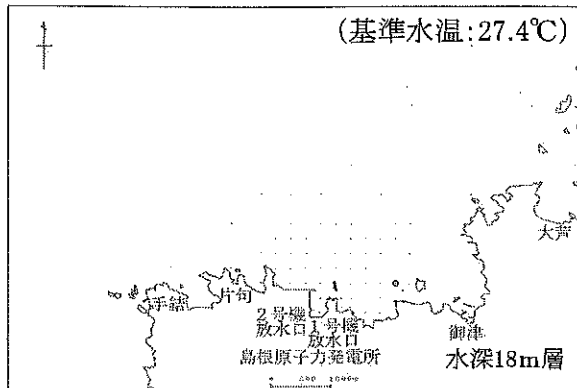 (基準水温:27.4℃)
大芦
手結
片句
2号機
放水口
1号機
放水口
御津
島根原子力発電所
水深18m層